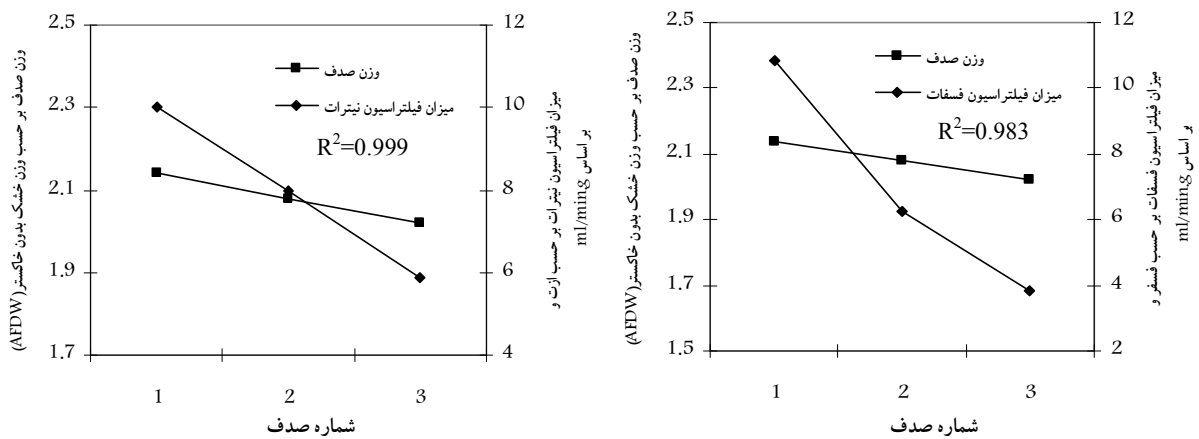 2,5
2.3
2.1
1.9
1.7
12
10
8
6
4
وزن صدف
میزان فیلتراسیون نیترات
R²=0.999
1 2 3
شماره صدف
وزن صدف بر حسب وزن خشک بدون خاکستر(AFDW)
میزان فیلتراسیون نیترات بر حسب ازت و
بر اساس ml/min.g
2.5
2.3
2.1
1.9
1.7
1.5
12
10
8
6
4
2
وزن صدف
میزان فیلتراسیون فسفات
R²=0.983
1 2 3
شماره صدف
وزن صدف بر حسب وزن خشک بدون خاکستر(AFDW)
میزان فیلتراسیون فسفات بر حسب فسفر و
بر اساس ml/min.g